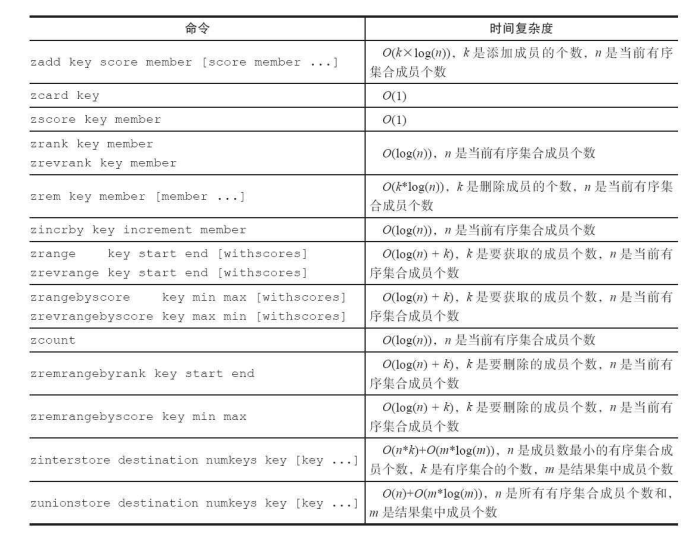 命令 时间复杂度
zadd key score member [score member ...] O(k×log(n))，k 是添加成员的个数，n 是当前有序
集合成员个数
zcard key O(1)
zscore key member O(1)
zrank key member
zrevrank key member
O(log(n))，n 是当前有序集合成员个数
zrem key member [member ...] O(k*log(n))，k 是删除成员的个数，n 是当前有序集
合成员个数
zincrby key increment member O(log(n))，n 是当前有序集合成员个数
zrange key start end [withscores] O(log(n) + k)，k 是要获取的成员个数，n 是当前有
zrevrange key start end [withscores] 序集合成员个数
zrangebyscore key min max [withscores] O(log(n) + k)，k 是要获取的成员个数，n 是当前有
zrevrangebyscore key max min [withscores] 序集合成员个数
zcount O(log(n))，n 是当前有序集合成员个数
zremrangebyrank key start end O(log(n) + k)，k 是要删除的成员个数，n 是当前有
序集合成员个数
zremrangebyscore key min max O(log(n) + k)，k 是要删除的成员个数，n 是当前有
序集合成员个数
zinterstore destination numkeys key [key ...] O(n*k)+O(m*log(m))，n 是成员数最小的有序集合成
员个数，k 是有序集合的个数，m 是结果集中成员个数
zunionstore destination numkeys key [key ...] O(n)+O(m*log(m))，n 是所有有序集合成员个数和，
m 是结果集中成员个数